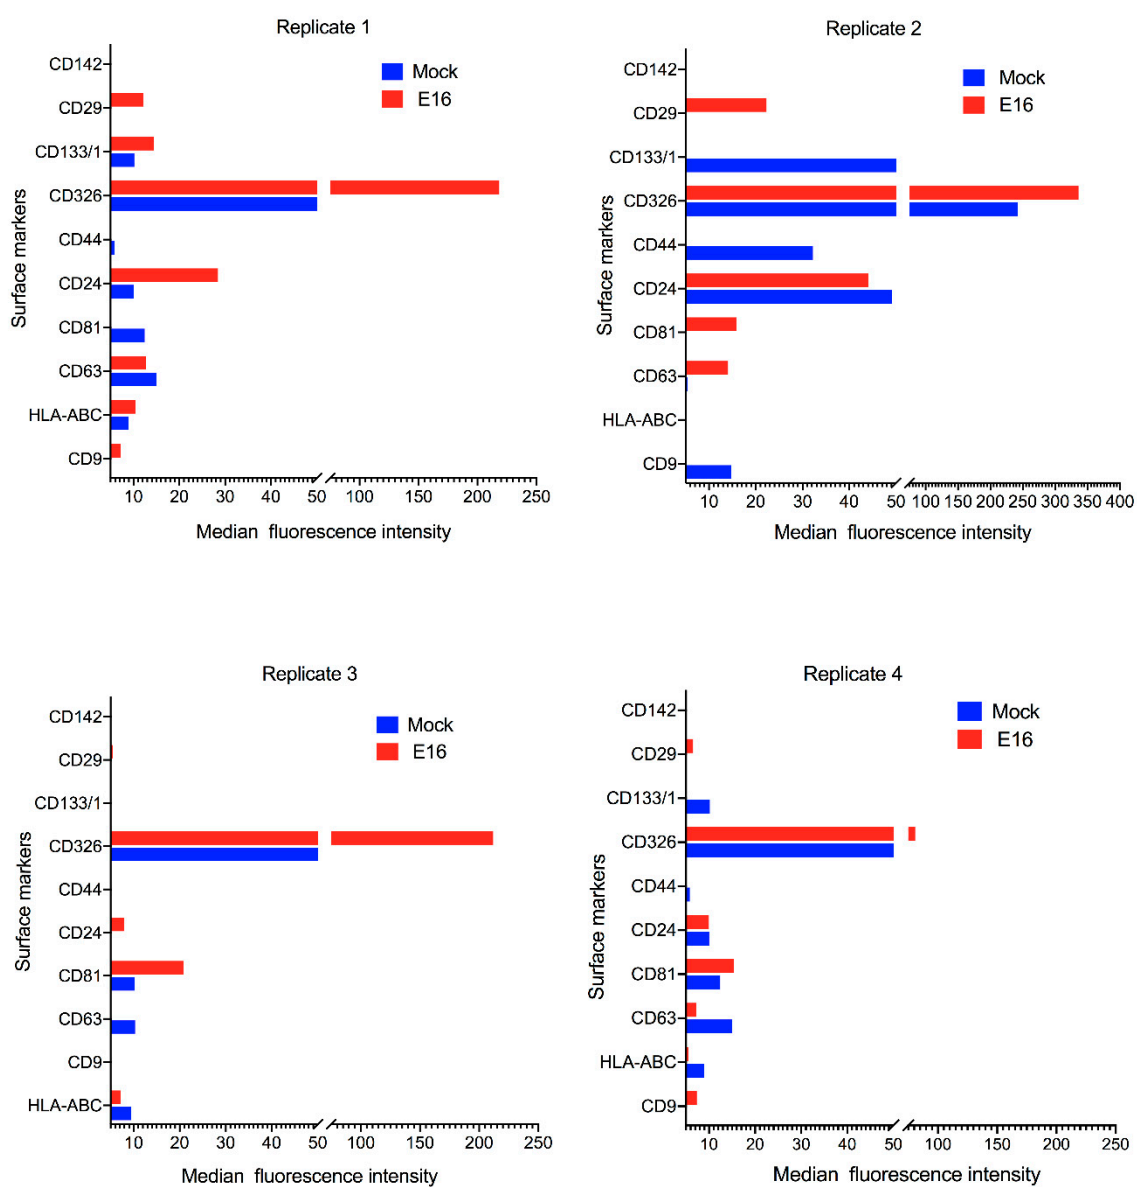 Replicate 1
Mock
E16
Surface markers
CD142
CD29
CD133/1
CD326
CD44
CD24
CD81
CD63
HLA-ABC
CD9
10 20 30 40 50 100 150 200 250
Median fluorescence intensity
Replicate 2
Mock
E16
Surface markers
CD142
CD29
CD133/1
CD326
CD44
CD24
CD81
CD63
HLA-ABC
CD9
10 20 30 40 50 100 150 200 250 300 350 400
Median fluorescence intensity
Replicate 3
Mock
E16
Surface markers
CD142
CD29
CD133/1
CD326
CD44
CD24
CD81
CD63
CD9
HLA-ABC
10 20 30 40 50 100 150 200 250
Median fluorescence intensity
Replicate 4
Mock
E16
Surface markers
CD142
CD29
CD133/1
CD326
CD44
CD24
CD81
CD63
HLA-ABC
CD9
10 20 30 40 50 100 150 200 250
Median fluorescence intensity